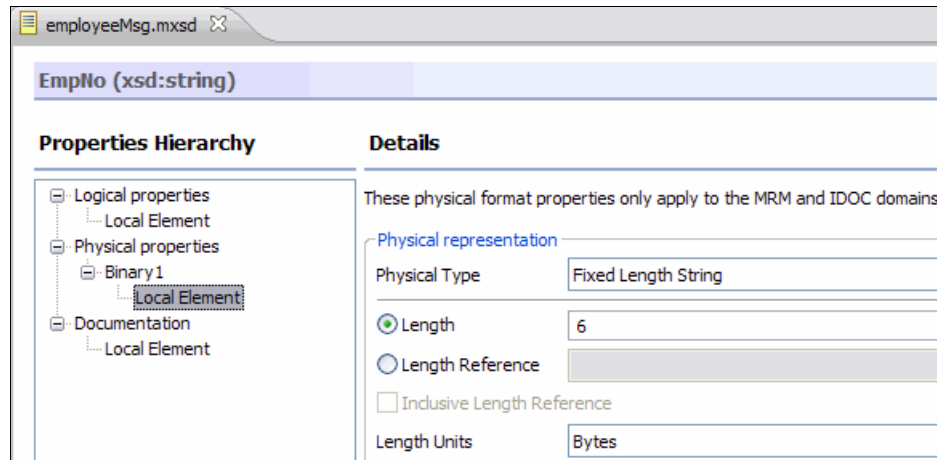 employeeMsg.mxsd
EmpNo (xsd:string)
Properties Hierarchy
Logical properties
Local Element
Physical properties
Binary1
Local Element
Documentation
Local Element
Details
These physical format properties only apply to the MRM and IDOC domains
Physical representation
Physical Type Fixed Length String
Length 6
Length Reference
Inclusive Length Reference
Length Units Bytes